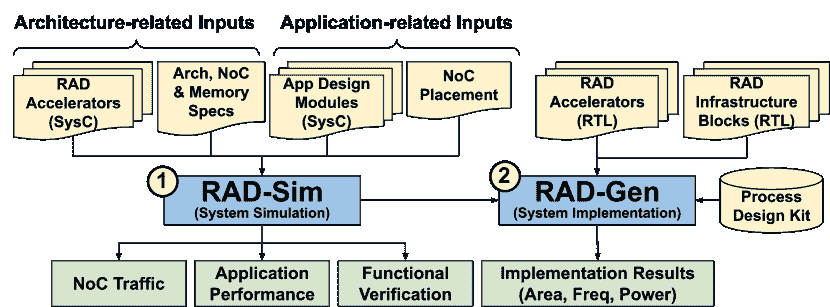 Architecture-related Inputs
Application-related Inputs
RAD
Accelerators
(SysC)
Arch, NoC
& Memory
Specs
App Design
Modules
(SysC)
NoC
Placement
RAD
Accelerators
(RTL)
RAD
Infrastructure
Blocks (RTL)
1
RAD-Sim
(System Simulation)
2
RAD-Gen
(System Implementation)
Process
Design Kit
NoC Traffic
Application
Performance
Functional
Verification
Implementation Results
(Area, Freq, Power)